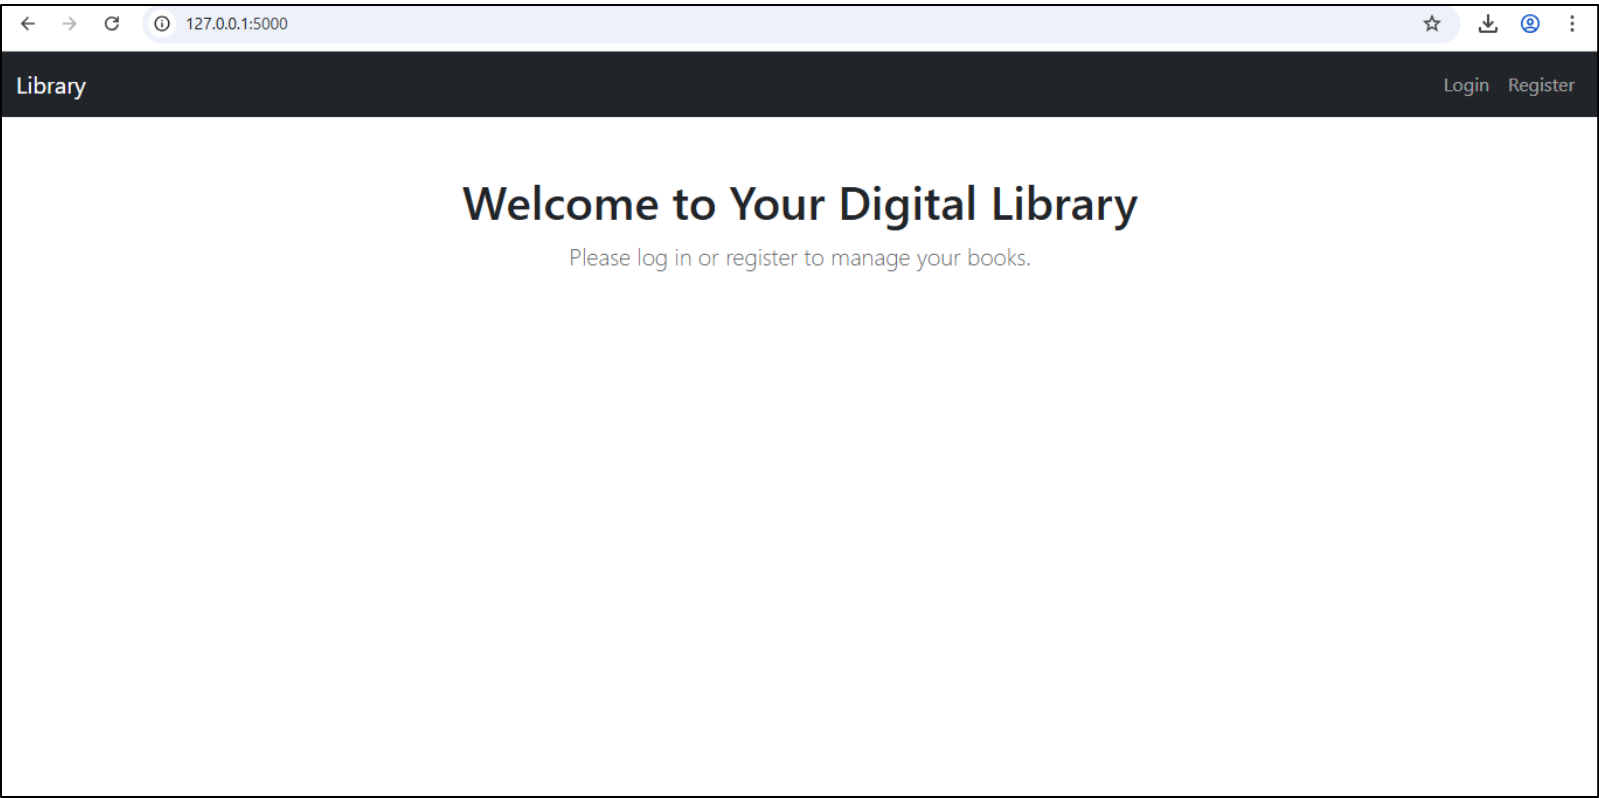 127.0.0.1:5000
Library Login Register
Welcome to Your Digital Library
Please log in or register to manage your books.